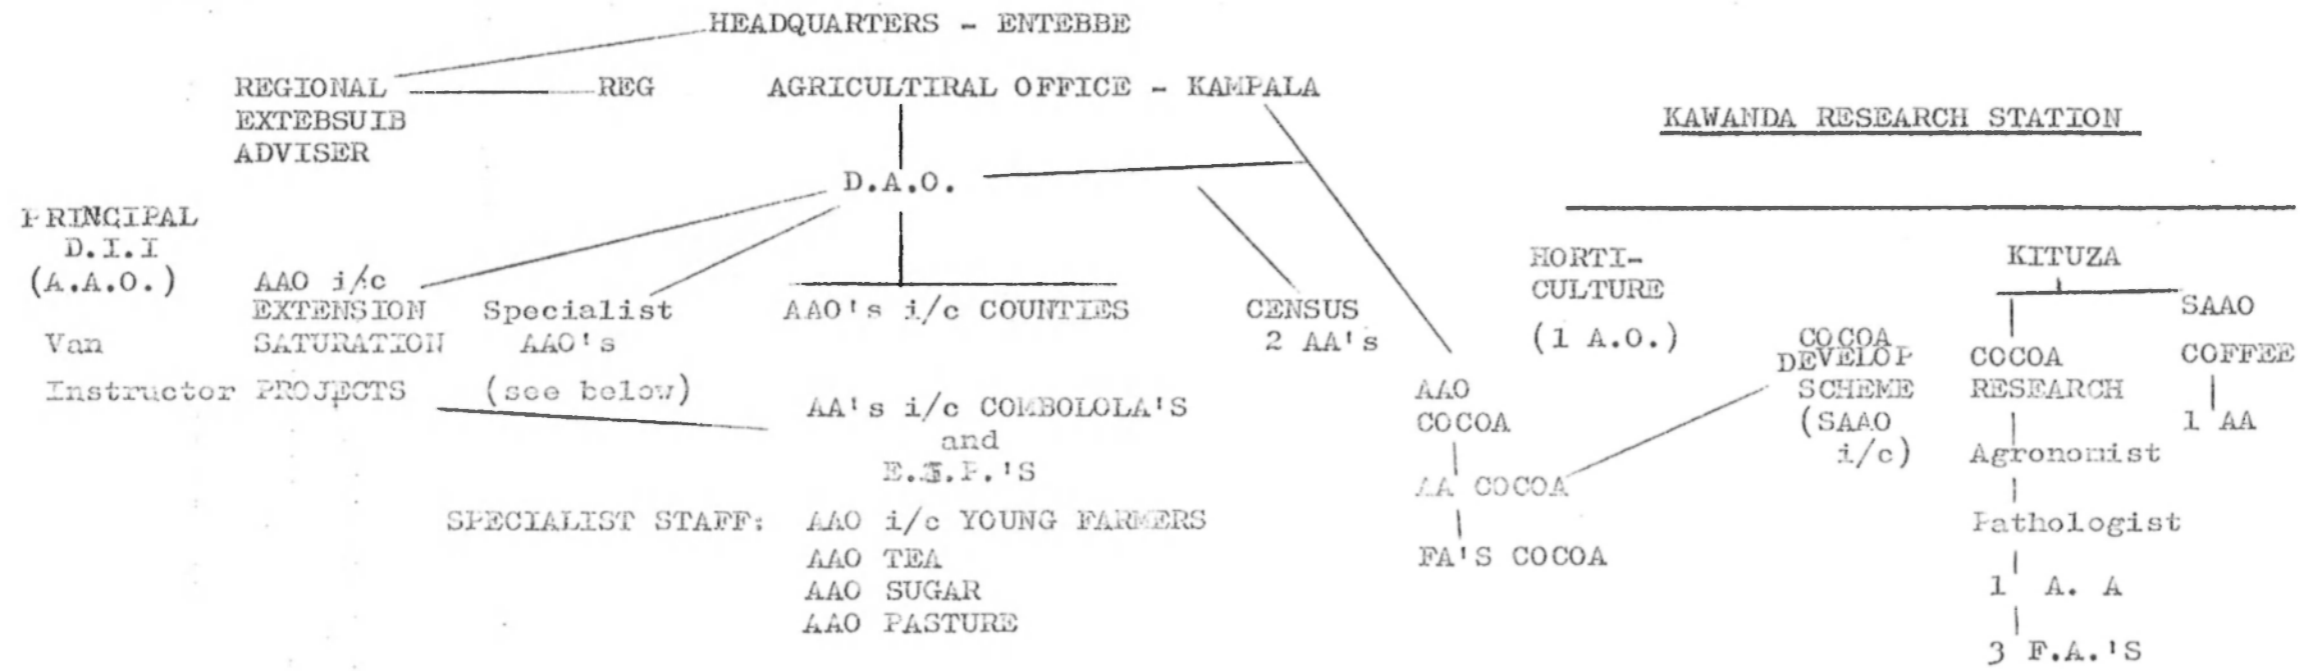 HEADQUARTERS - ENTEBBE
REGIONAL REG AGRICULTIRAL OFFICE - KAMPALA
EXTEBSUIB
ADVISER
KAWANDA RESEARCH STATION
D.A.O.
PRINCIPAL
D.I.I
(A.A.O.)
Van
Instructor
AAO i/c
EXTENSION
SATURATION
PROJECTS
Specialist
AAO's
(see below)
AAO's i/c COUNTIES
AA's i/c COMBOLOLA'S
and
CENSUS
2 AA's
SPECIALIST STAFF: AAO i/c YOUNG FARMERS
AAO TEA
AAO SUGAR
AAO PASTURE
AAO
COCOA
AA COCOA
FA'S COCOA
HORTI-
CULTURE
(1 A.O.)
COCOA
DEVELOP
SCHEME
(SAAO
i/c)
KITUZA
COCOA
RESEARCH
Agronomist
Pathologist
1 A. A
3 F.A.'S
SAAO
COFFEE
1 AA